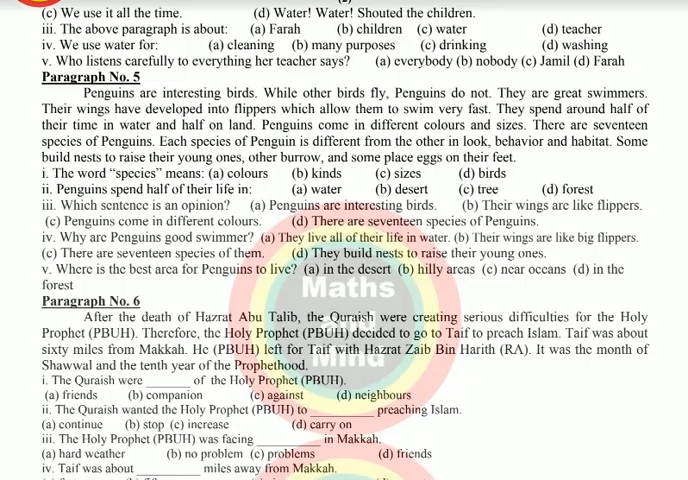 (c) We use it all the time. (d) Water! Water! Shouted the children.
iii. The above paragraph is about: (a) Farah (b) children (c) water (d) teacher
iv. We use water for: (a) cleaning (b) many purposes (c) drinking (d) washing
v. Who listens carefully to everything her teacher says? (a) everybody (b) nobody (c) Jamil (d) Farah
Paragraph No. 5
Penguins are interesting birds. While other birds fly, Penguins do not. They are great swimmers.
Their wings have developed into flippers which allow them to swim very fast. They spend around half of
their time in water and half on land. Penguins come in different colours and sizes. There are seventeen
species of Penguins. Each species of Penguin is different from the other in look, behavior and habitat. Some
build nests to raise their young ones, other burrow, and some place eggs on their feet.
i. The word “species” means: (a) colours (b) kinds (c) sizes (d) birds
ii. Penguins spend half of their life in: (a) water (b) desert (c) tree (d) forest
iii. Which sentence is an opinion? (a) Penguins are interesting birds. (b) Their wings are like flippers.
(c) Penguins come in different colours. (d) There are seventeen species of Penguins.
iv. Why are Penguins good swimmer? (a) They live all of their life in water. (b) Their wings are like big flippers.
(c) There are seventeen species of them. (d) They build nests to raise their young ones.
v. Where is the best area for Penguins to live? (a) in the desert (b) hilly areas (c) near oceans (d) in the
forest
Maths
and
Mind
Paragraph No. 6
After the death of Hazrat Abu Talib, the Quraish were creating serious difficulties for the Holy
Prophet (PBUH). Therefore, the Holy Prophet (PBUH) decided to go to Taif to preach Islam. Taif was about
sixty miles from Makkah. He (PBUH) left for Taif with Hazrat Zaib Bin Harith (RA). It was the month of
Shawwal and the tenth year of the Prophethood.
i. The Quraish were _______ of the Holy Prophet (PBUH).
(a) friends (b) companion (c) against (d) neighbours
ii. The Quraish wanted the Holy Prophet (PBUH) to __________ preaching Islam.
(a) continue (b) stop (c) increase (d) carry on
iii. The Holy Prophet (PBUH) was facing __________ in Makkah.
(a) hard weather (b) no problem (c) problems (d) friends
iv. Taif was about __________ miles away from Makkah.